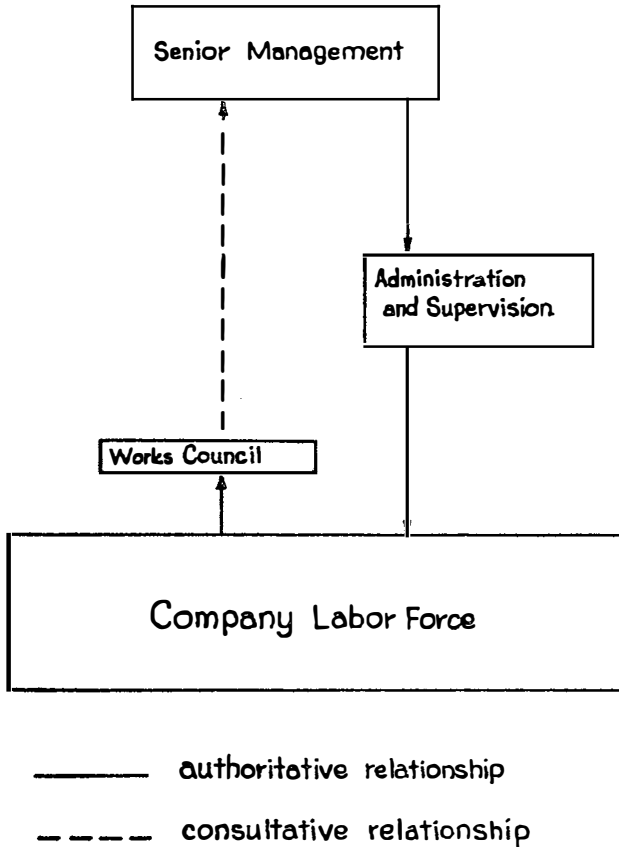 Senior Management
Administration
and Supervision
Works Council
Company Labor Force
authoritative relationship
consultative relationship